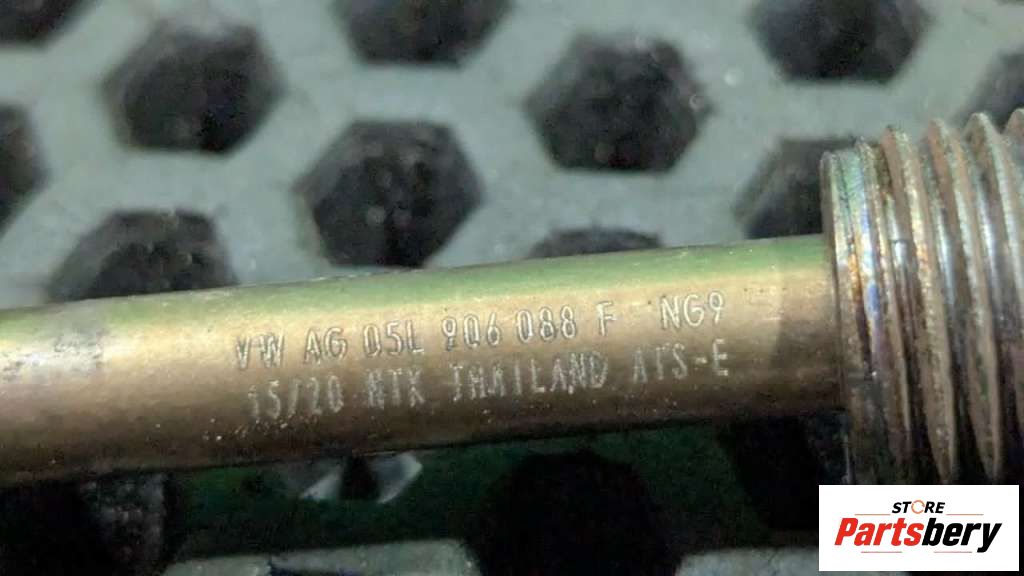 VW AG 05L 906 088 F NG9
15/20 NTK THAILAND ATS-E
STORE
Partsbery